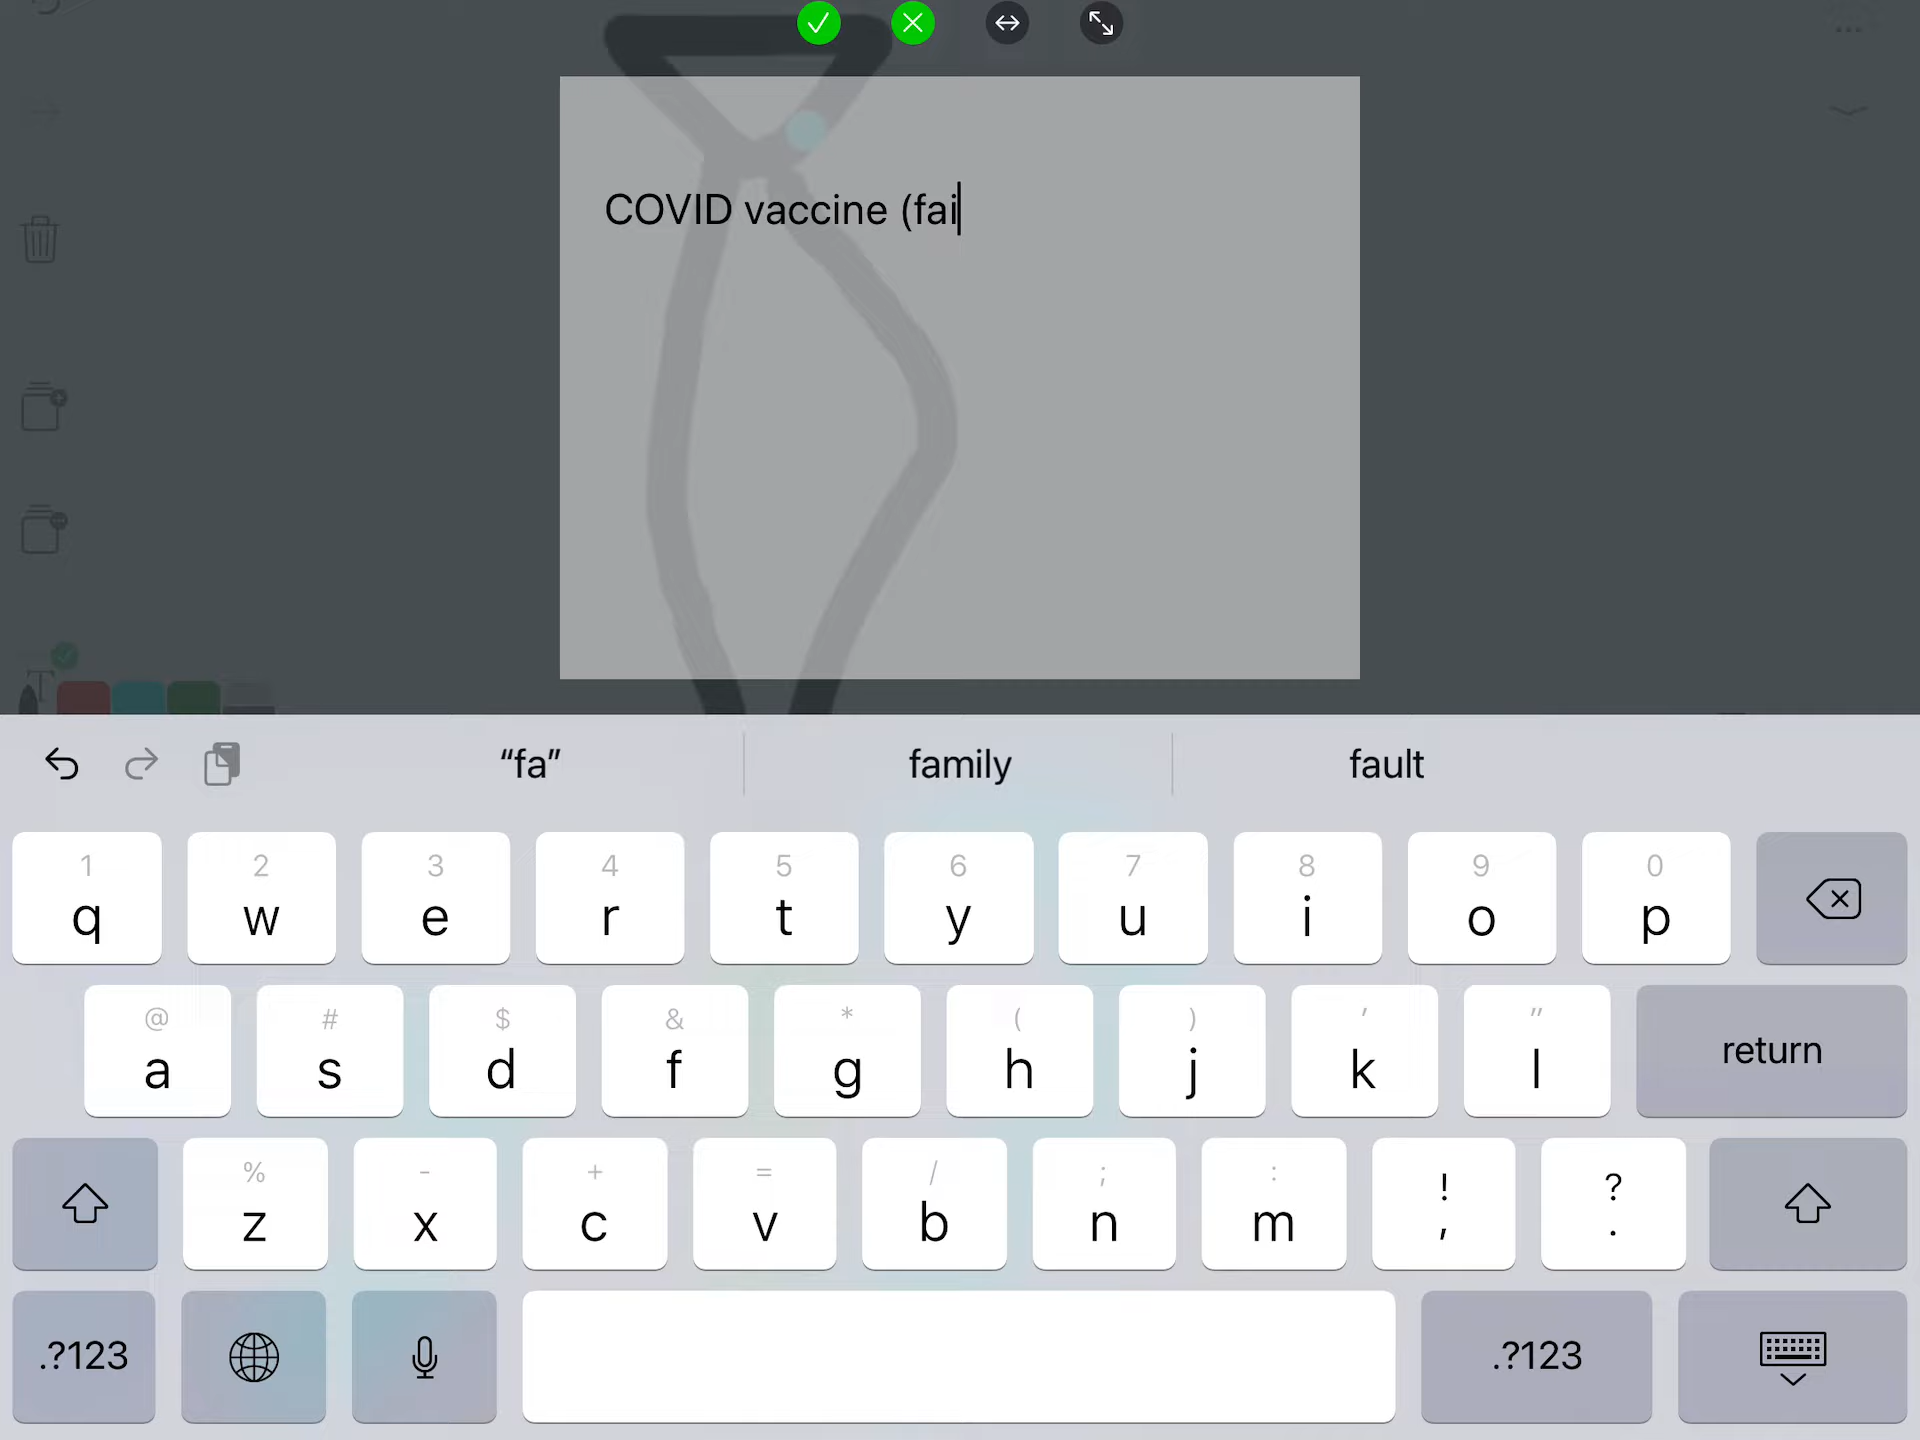 COVID vaccine (fai
“fa” family fault
1 2 3 4 5 6 7 8 9 0
q w e r t y u i o p
@ # $ & * ( ) ' "
a s d f g h j k l return
% - + = / ; : ! ?
z x c v b n m , .
.?123 .?123
T